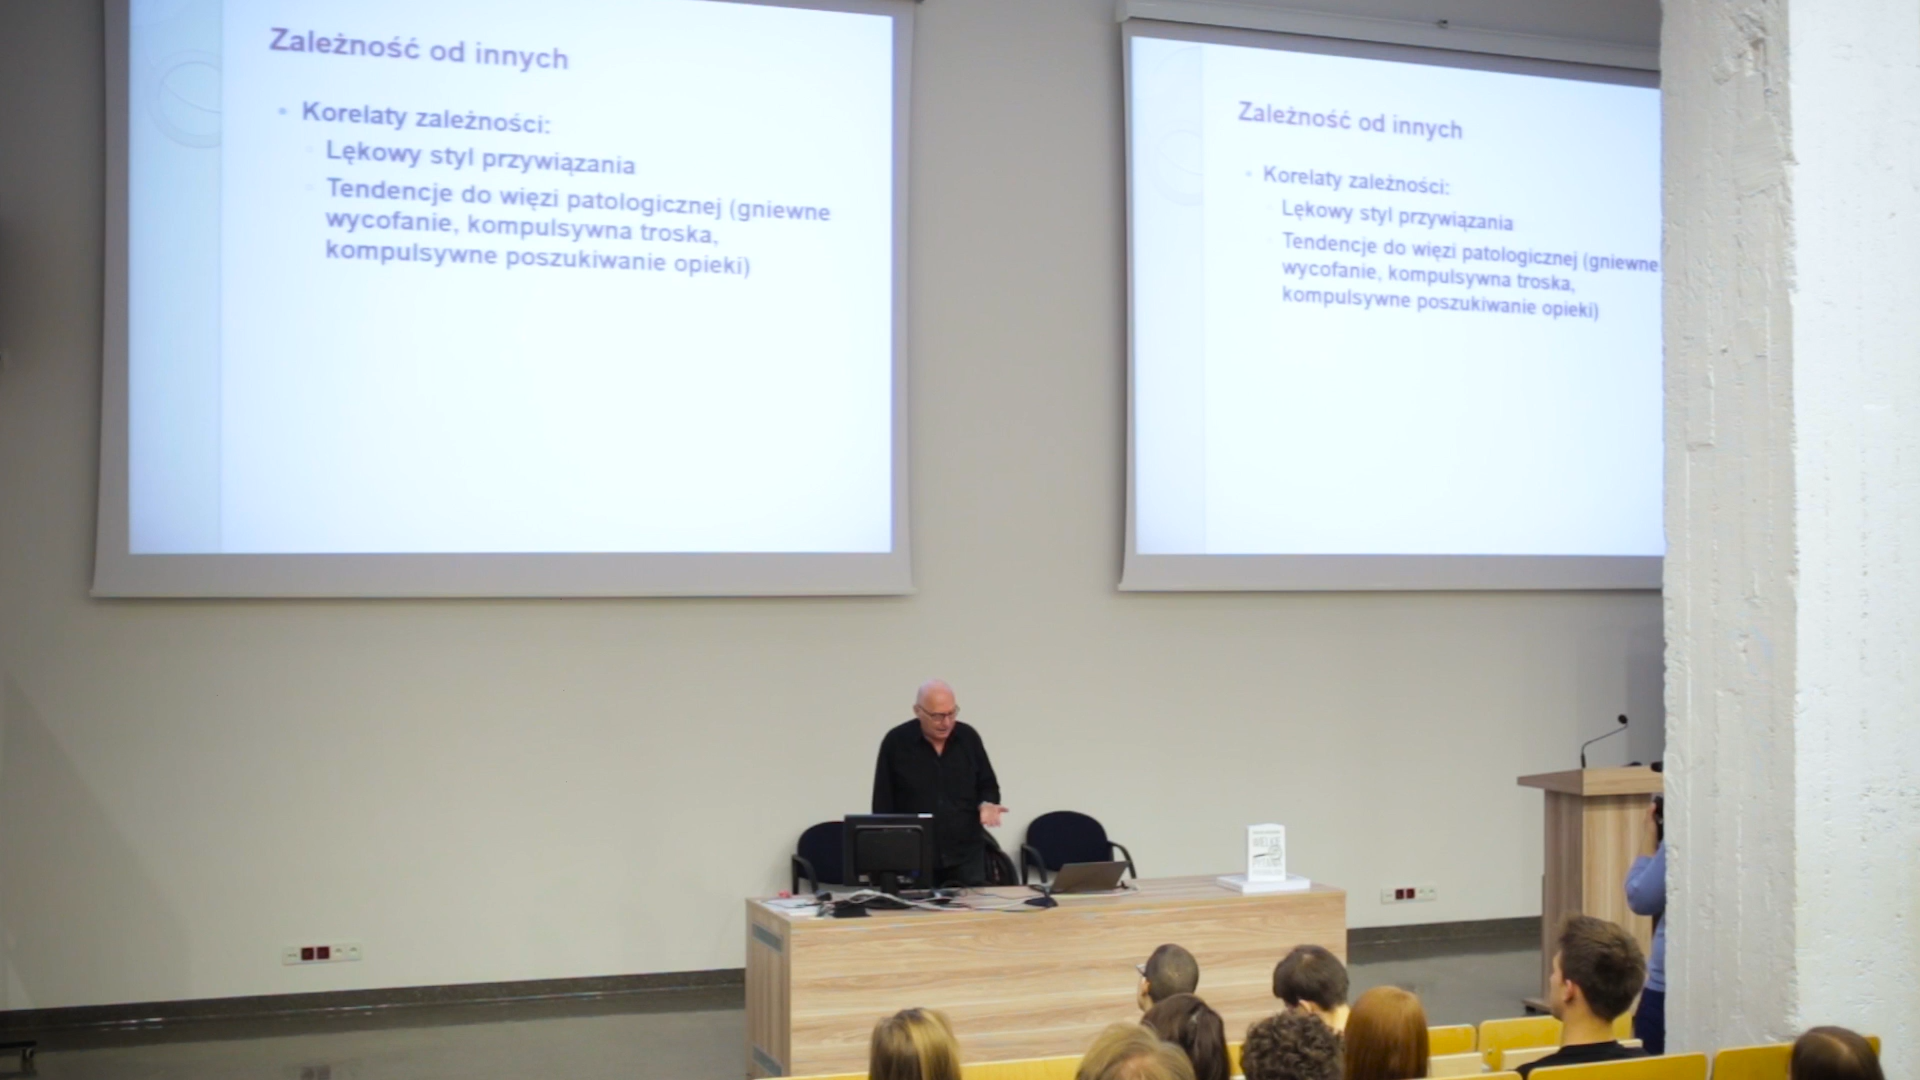 Zależność od innych
Korelaty zależności:
Lękowy styl przywiązania
Tendencje do więzi patologicznej (gniewne
wycofanie, kompulsywna troska,
kompulsywne poszukiwanie opieki)
Zależność od innych
Korelaty zależności:
Lękowy styl przywiązania
Tendencje do więzi patologicznej (gniewne
wycofanie, kompulsywna troska,
kompulsywne poszukiwanie opieki)